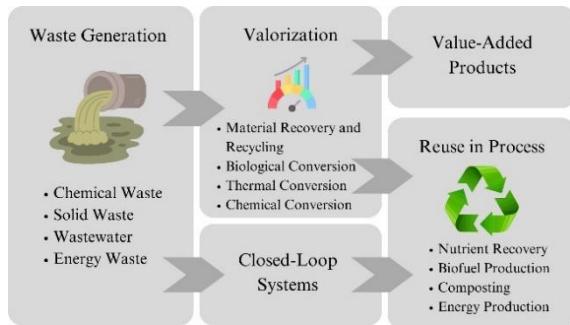 Waste Generation
• Chemical Waste
• Solid Waste
• Wastewater
• Energy Waste
Valorization
• Material Recovery and
Recycling
• Biological Conversion
• Thermal Conversion
• Chemical Conversion
Closed-Loop
Systems
Value-Added
Products
Reuse in Process
• Nutrient Recovery
• Biofuel Production
• Composting
• Energy Production